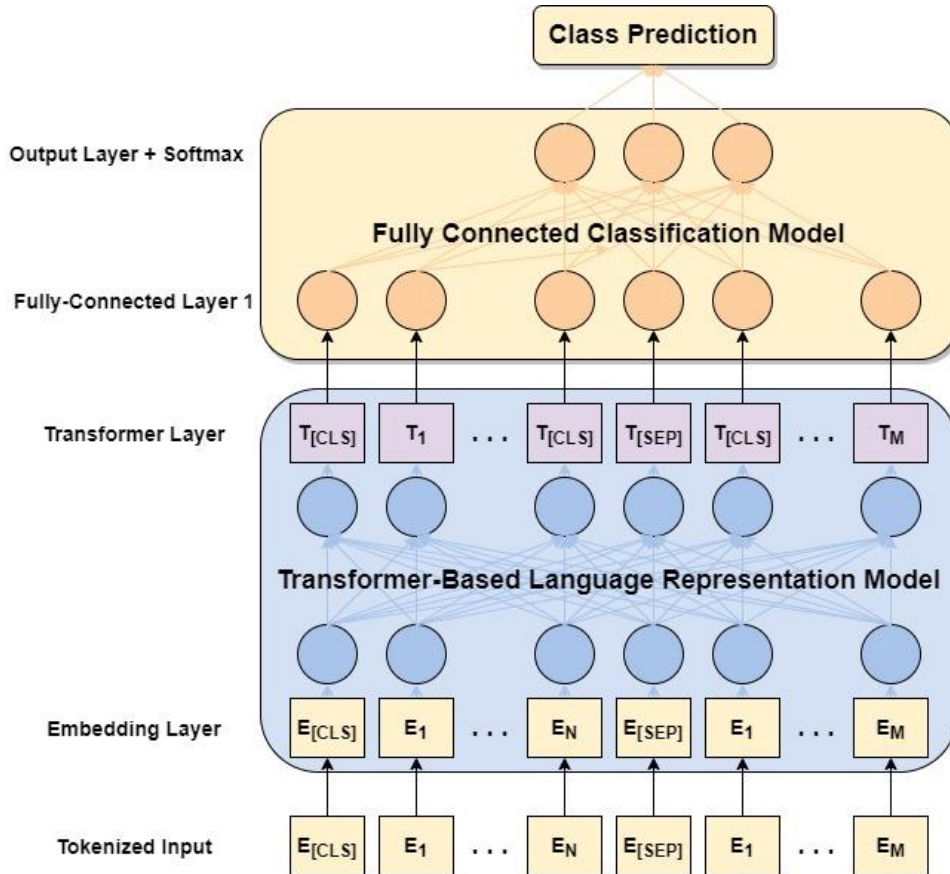 Class Prediction
Output Layer + Softmax
Fully Connected Classification Model
Fully-Connected Layer 1
Transformer Layer
T[CLS] T1 . . . T[CLS] T[SEP] T[CLS] . . . TM
Transformer-Based Language Representation Model
Embedding Layer
E[CLS] E1 . . . EN E[SEP] E1 . . . EM
Tokenized Input
E[CLS] E1 . . . EN E[SEP] E1 . . . EM